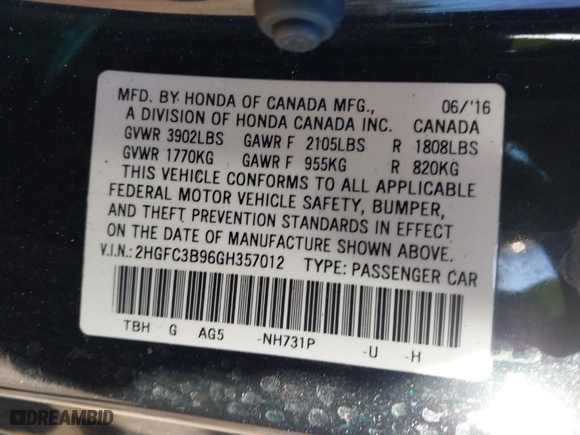 MFD. BY HONDA OF CANADA MFG., 06/'16
A DIVISION OF HONDA CANADA INC. CANADA
GVWR 3902LBS GAWR F 2105LBS R 1808LBS
GVWR 1770KG GAWR F 955KG R 820KG
THIS VEHICLE CONFORMS TO ALL APPLICABLE
FEDERAL MOTOR VEHICLE SAFETY, BUMPER,
AND THEFT PREVENTION STANDARDS IN EFFECT
ON THE DATE OF MANUFACTURE SHOWN ABOVE.
V.I.N.: 2HGFC3B96GH357012 TYPE: PASSENGER CAR
TBH G AG5 -NH731P -U -H
DREAMBID